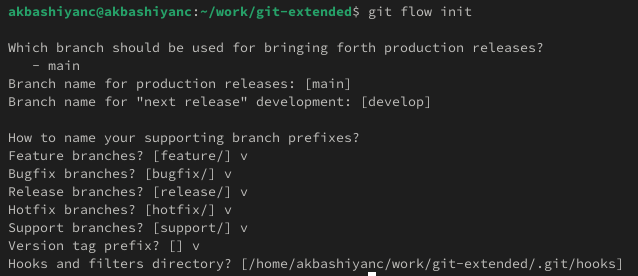 akbashiyanc@akbashiyanc:~/work/git-extended$ git flow init
Which branch should be used for bringing forth production releases?
- main
Branch name for production releases: [main]
Branch name for "next release" development: [develop]
How to name your supporting branch prefixes?
Feature branches? [feature/] v
Bugfix branches? [bugfix/] v
Release branches? [release/] v
Hotfix branches? [hotfix/] v
Support branches? [support/] v
Version tag prefix? [] v
Hooks and filters directory? [/home/akbashiyanc/work/git-extended/.git/hooks]